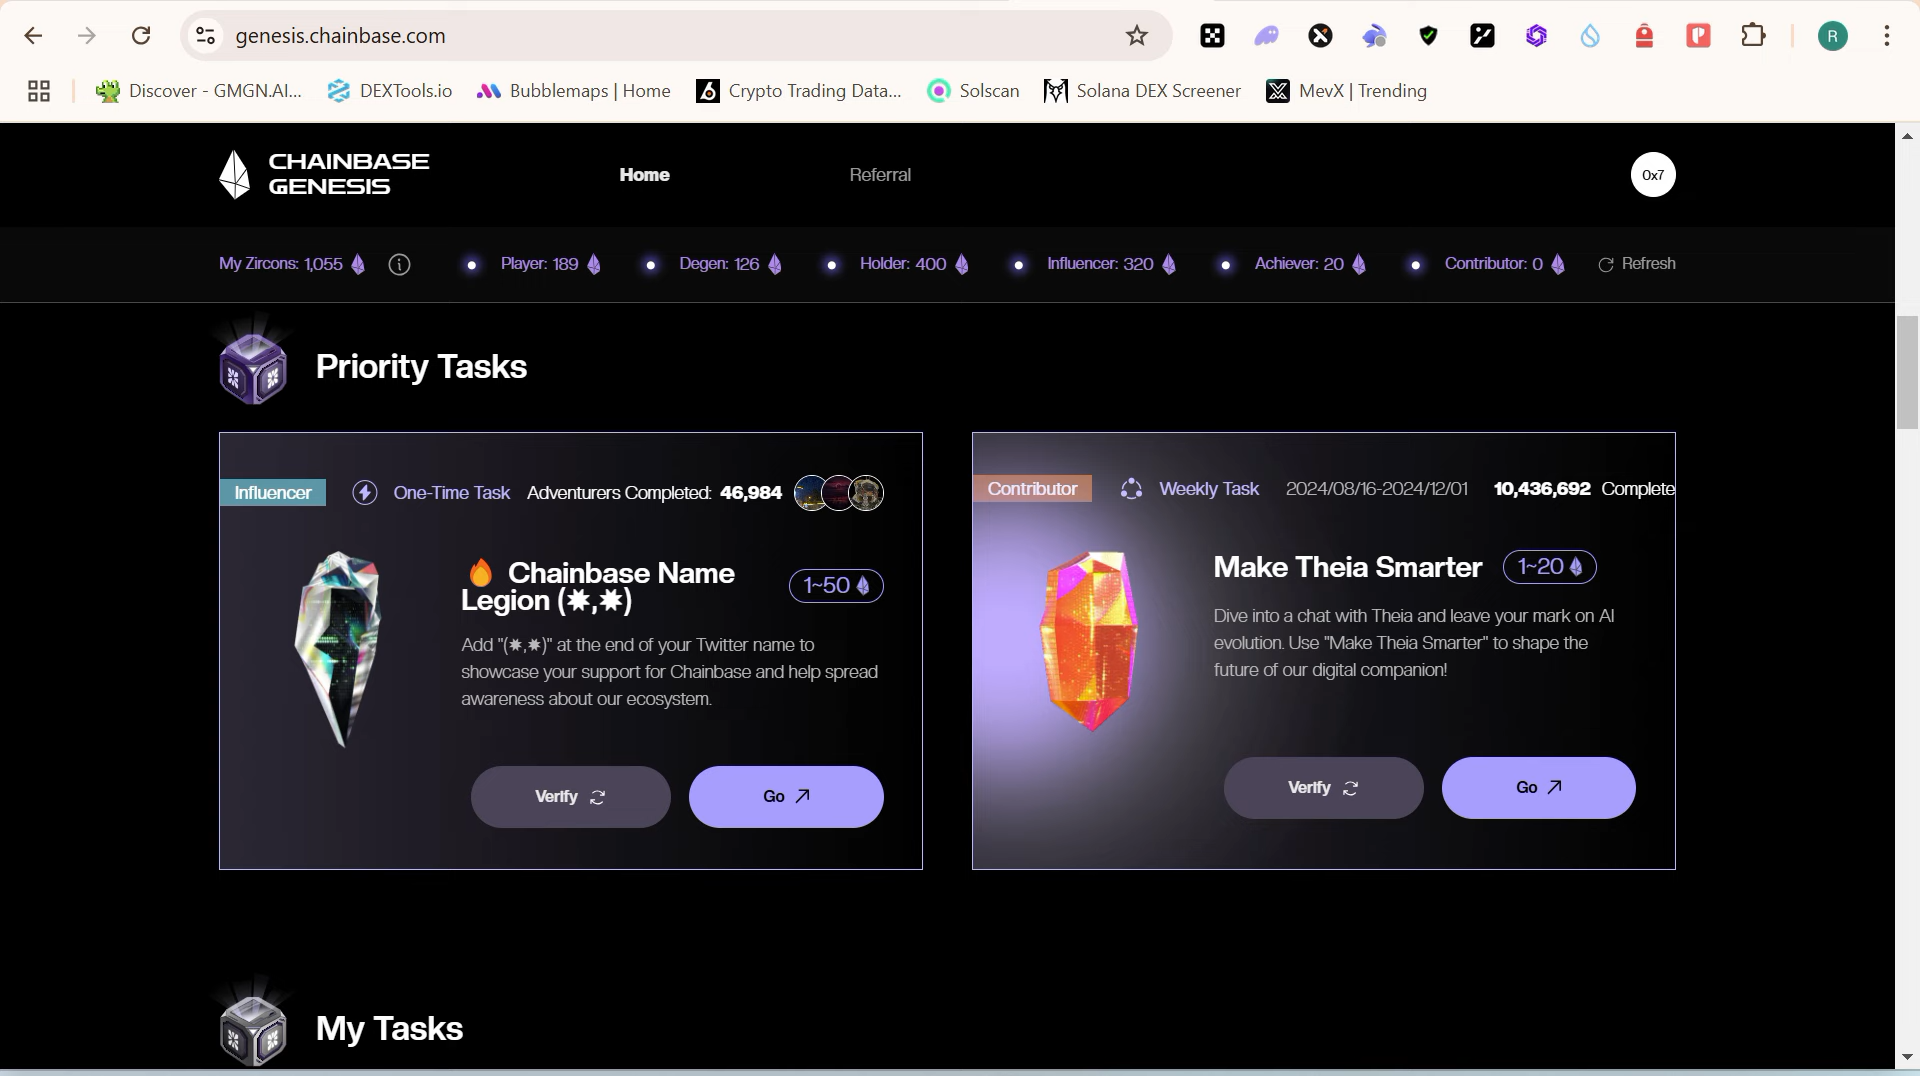 genesis.chainbase.com
R
Discover - GMGN.AI...
DEXTools.io
Bubblemaps | Home
Crypto Trading Data...
Solscan
Solana DEX Screener
MevX | Trending
CHAINBASE
GENESIS
Home
Referral
0x7
My Zircons: 1,055
Player: 189
Degen: 126
Holder: 400
Influencer: 320
Achiever: 20
Contributor: 0
Refresh
Priority Tasks
Influencer
One-Time Task
Adventurers Completed: 46,984
🔥 Chainbase Name
Legion (✸,✸)
1~50
Add "(✸,✸)" at the end of your Twitter name to
showcase your support for Chainbase and help spread
awareness about our ecosystem.
Verify
Go
Contributor
Weekly Task
2024/08/16-2024/12/01
10,436,692 Complete
Make Theia Smarter
1~20
Dive into a chat with Theia and leave your mark on AI
evolution. Use "Make Theia Smarter" to shape the
future of our digital companion!
Verify
Go
My Tasks